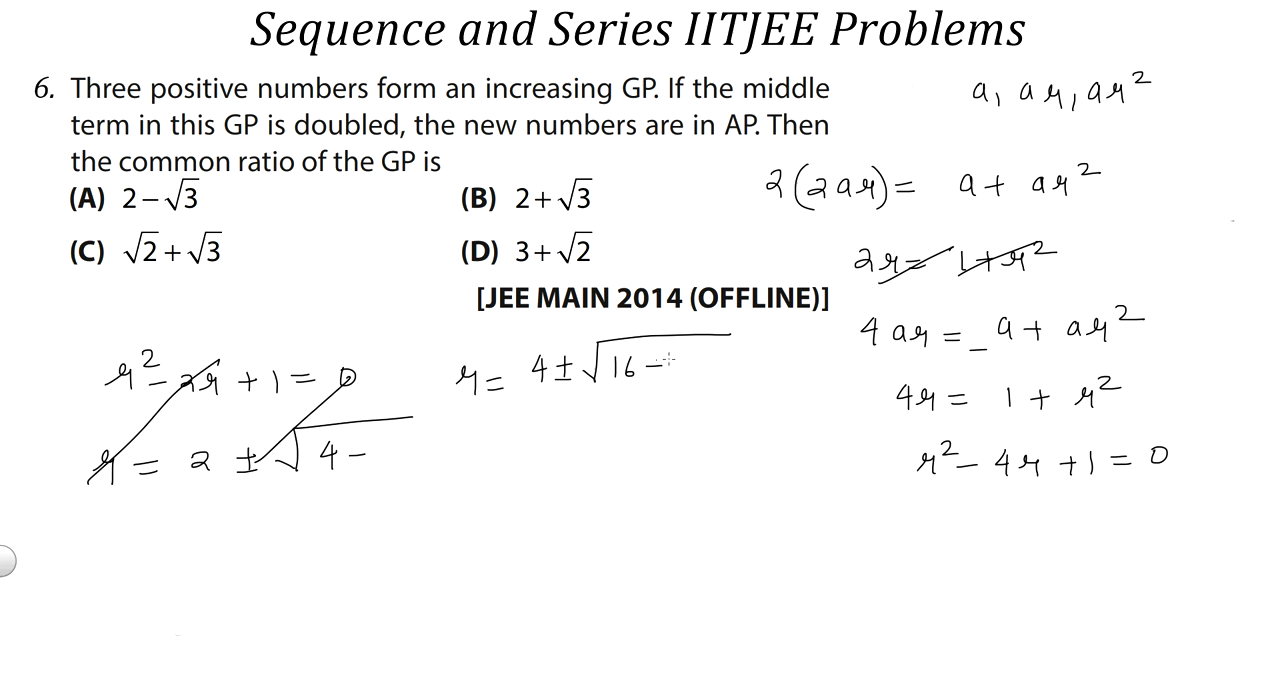 Sequence and Series IITJEE Problems
6. Three positive numbers form an increasing GP. If the middle
term in this GP is doubled, the new numbers are in AP. Then
the common ratio of the GP is
(A) 2−√3
(B) 2+√3
(C) √2+√3
(D) 3+√2
[JEE MAIN 2014 (OFFLINE)]
a, ar, ar²
2(2ar) = a + ar²
2r = 1+r²
4ar = a + ar²
4r = 1 + r²
r² − 4r + 1 = 0
r² − 2r + 1 = 0
r = 2 ± √4 −
r = 4 ± √16 −